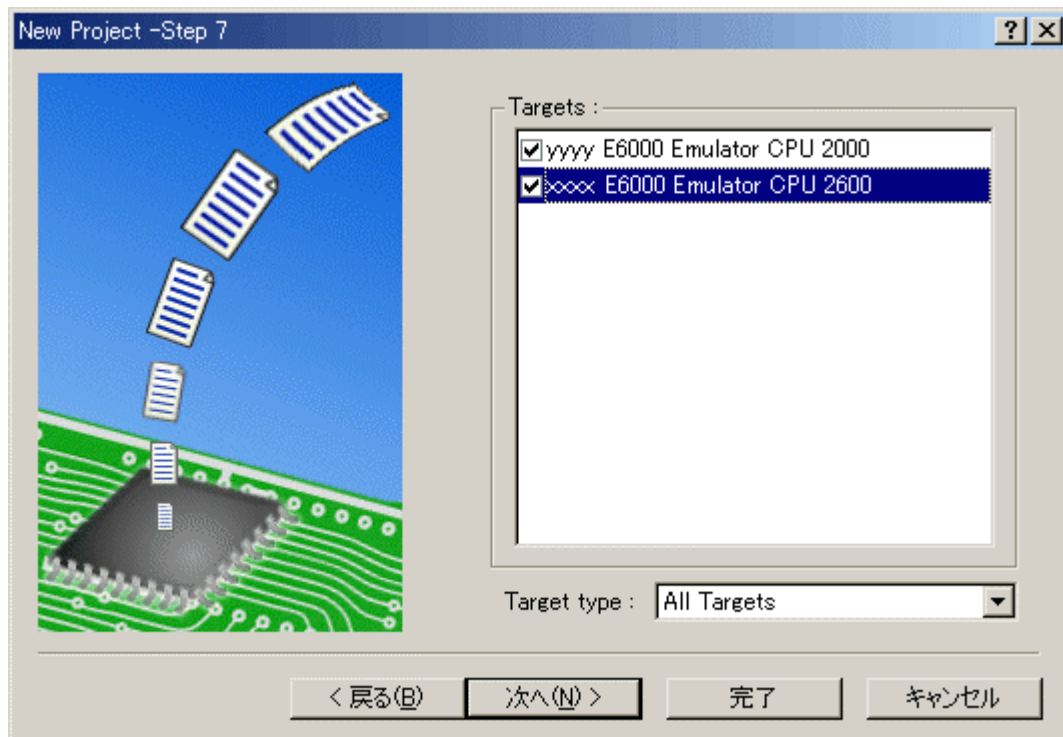 New Project -Step 7
Targets :
yyyy E6000 Emulator CPU 2000
xxxx E6000 Emulator CPU 2600
Target type :
All Targets
< 戻る(B)
次へ(N) >
完了
キャンセル